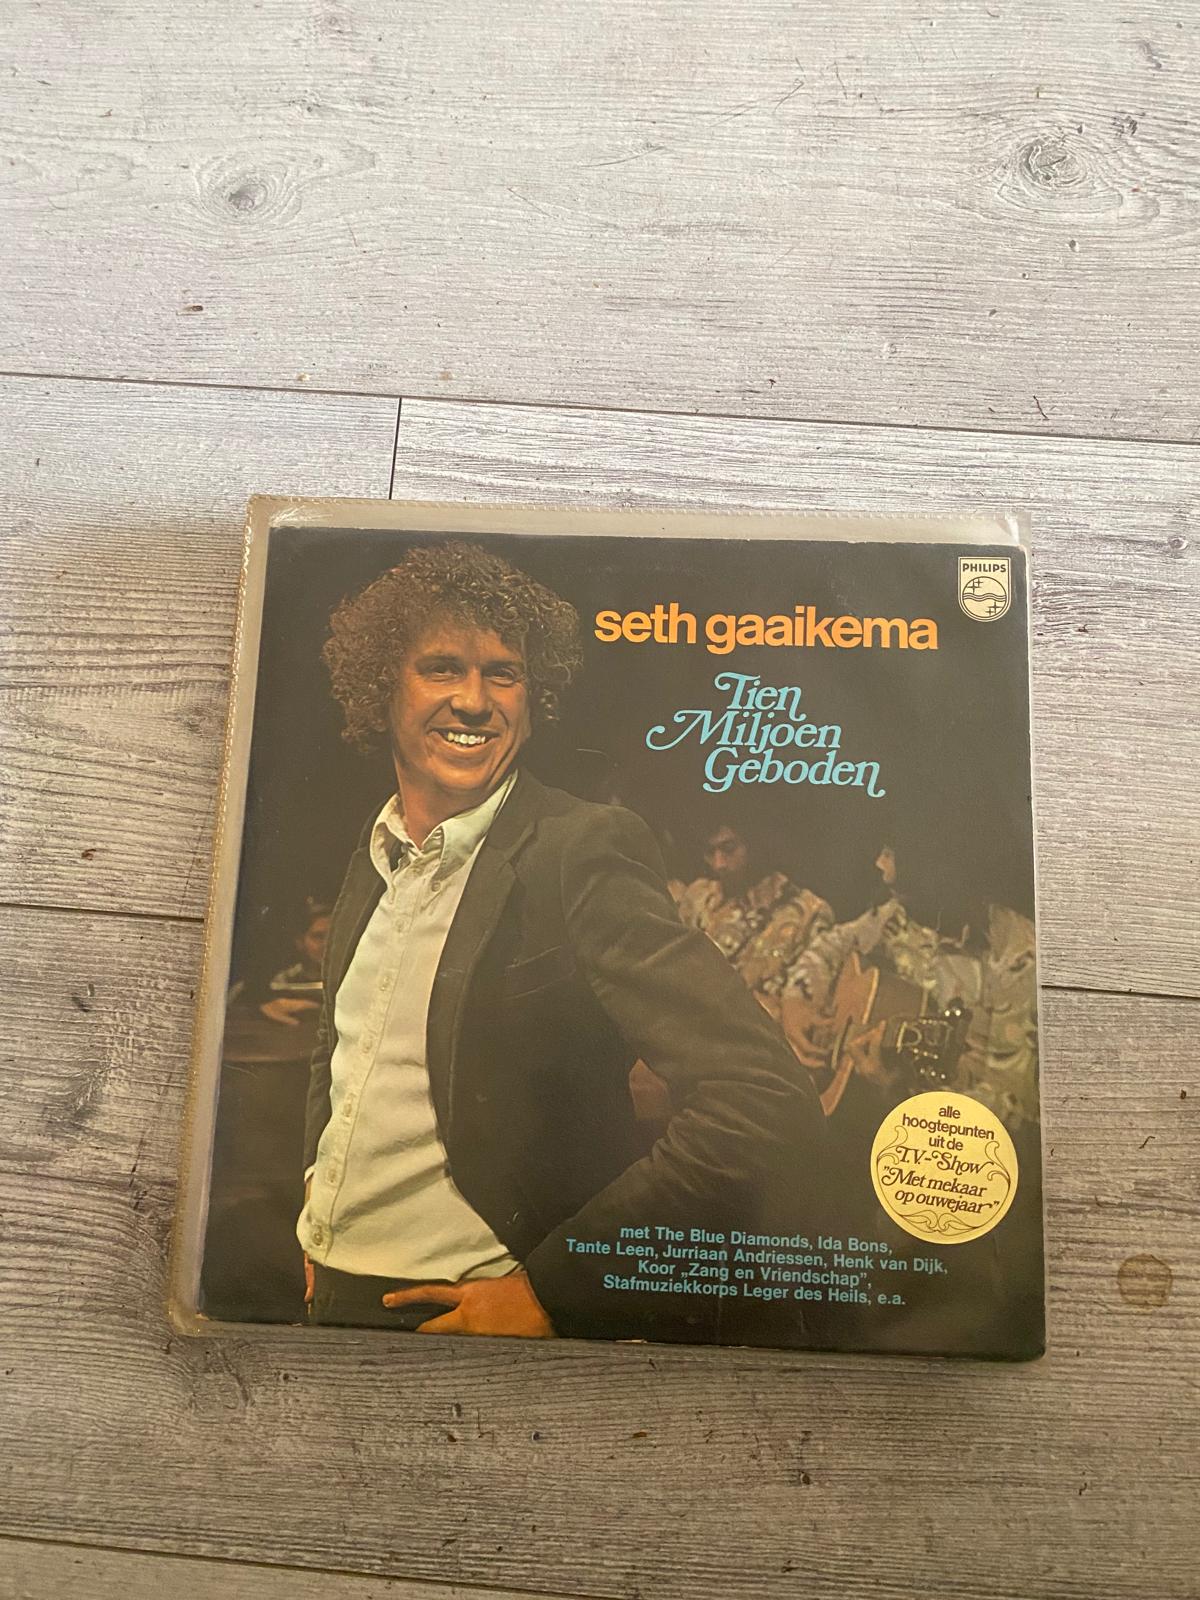 PHILIPS
seth gaaikema
Tien
Miljoen
Geboden
alle
hoogtepunten
uit de
T.V.-Show
"Met mekaar
op ouwejaar"
met The Blue Diamonds, Ida Bons,
Tante Leen, Jurriaan Andriessen, Henk van Dijk,
Koor „Zang en Vriendschap",
Stafmuziekkorps Leger des Heils, e.a.